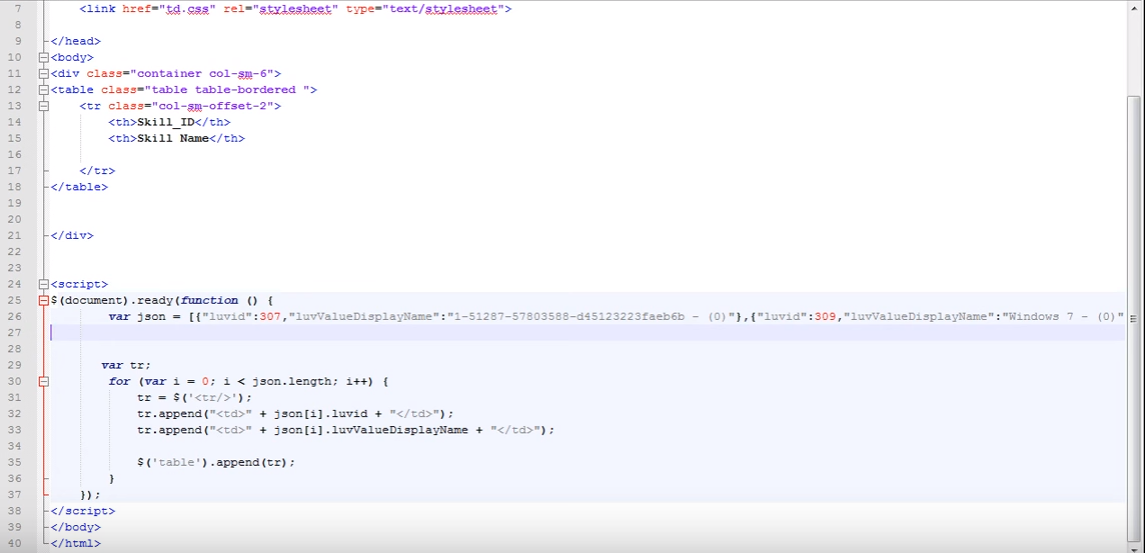 7 <link href="td.css" rel="stylesheet" type="text/stylesheet">
8
9 </head>
10 <body>
11 <div class="container col-sm-6">
12 <table class="table table-bordered ">
13 <tr class="col-sm-offset-2">
14 <th>Skill_ID</th>
15 <th>Skill Name</th>
16
17 </tr>
18 </table>
19
20
21 </div>
22
23
24 <script>
25 $(document).ready(function () {
26 var json = [{"luvid":307,"luvValueDisplayName":"1-51287-57803588-d45123223faeb6b - (0)"},{"luvid":309,"luvValueDisplayName":"Windows 7 - (0)"
27
28
29 var tr;
30 for (var i = 0; i < json.length; i++) {
31 tr = $('<tr/>');
32 tr.append("<td>" + json[i].luvid + "</td>");
33 tr.append("<td>" + json[i].luvValueDisplayName + "</td>");
34
35 $('table').append(tr);
36 }
37 });
38 </script>
39 </body>
40 </html>